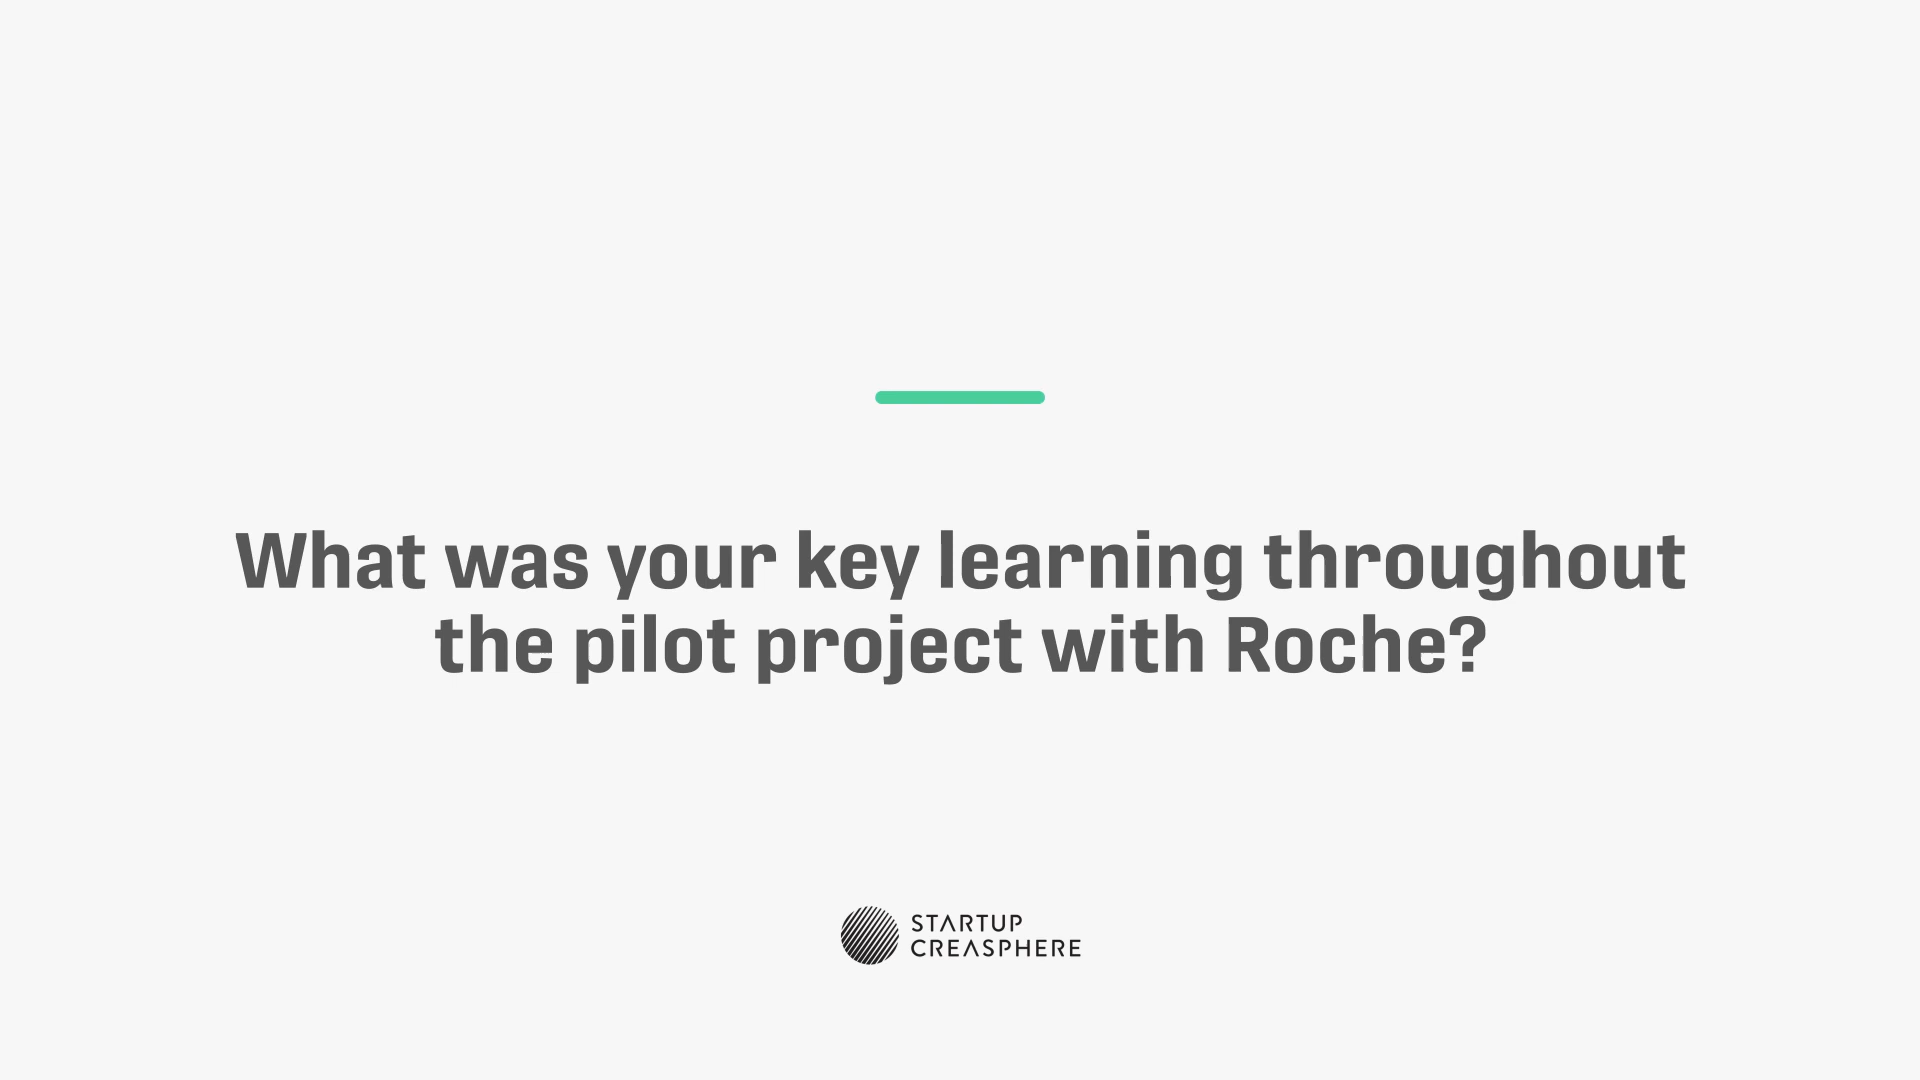 What was your key learning throughout
the pilot project with Roche?
STARTUP
CREASPHERE